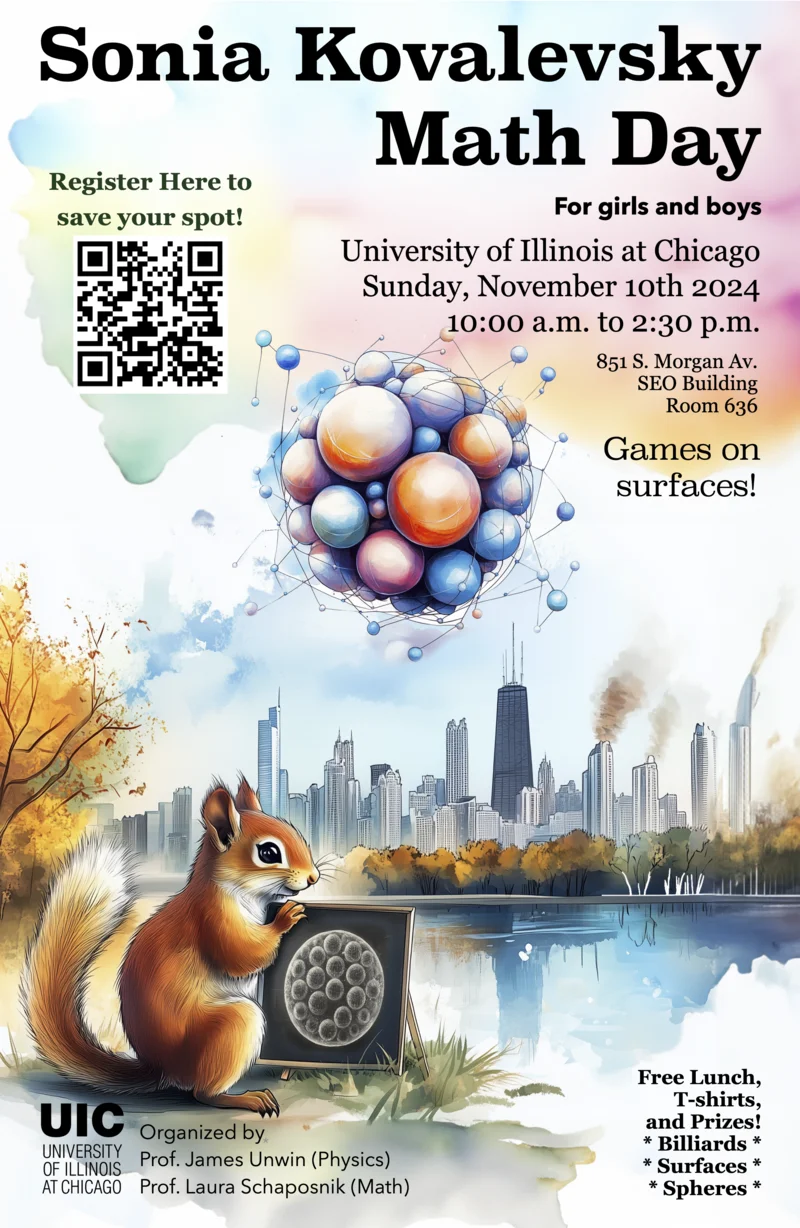 Sonia Kovalevsky
Math Day
Register Here to
save your spot!
For girls and boys
University of Illinois at Chicago
Sunday, November 10th 2024
10:00 a.m. to 2:30 p.m.
851 S. Morgan Av.
SEO Building
Room 636
Games on
surfaces!
Free Lunch,
T-shirts,
and Prizes!
* Billiards *
* Surfaces *
* Spheres *
UIC
UNIVERSITY
OF ILLINOIS
AT CHICAGO
Organized by
Prof. James Unwin (Physics)
Prof. Laura Schaposnik (Math)